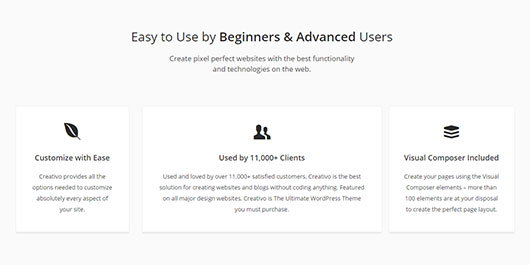 Easy to Use by Beginners & Advanced Users
Create pixel perfect websites with the best functionality
and technologies on the web.
Customize with Ease
Creativo provides all the
options needed to customize
absolutely every aspect of
your site.
Used by 11,000+ Clients
Used and loved by over 11,000+ satisfied customers, Creativo is the best
solution for creating websites and blogs without coding anything. Featured
on all major design websites, Creativo is The Ultimate WordPress Theme
you must purchase.
Visual Composer Included
Create your pages using the Visual
Composer elements – more than
100 elements are at your disposal
to create the perfect page layout.